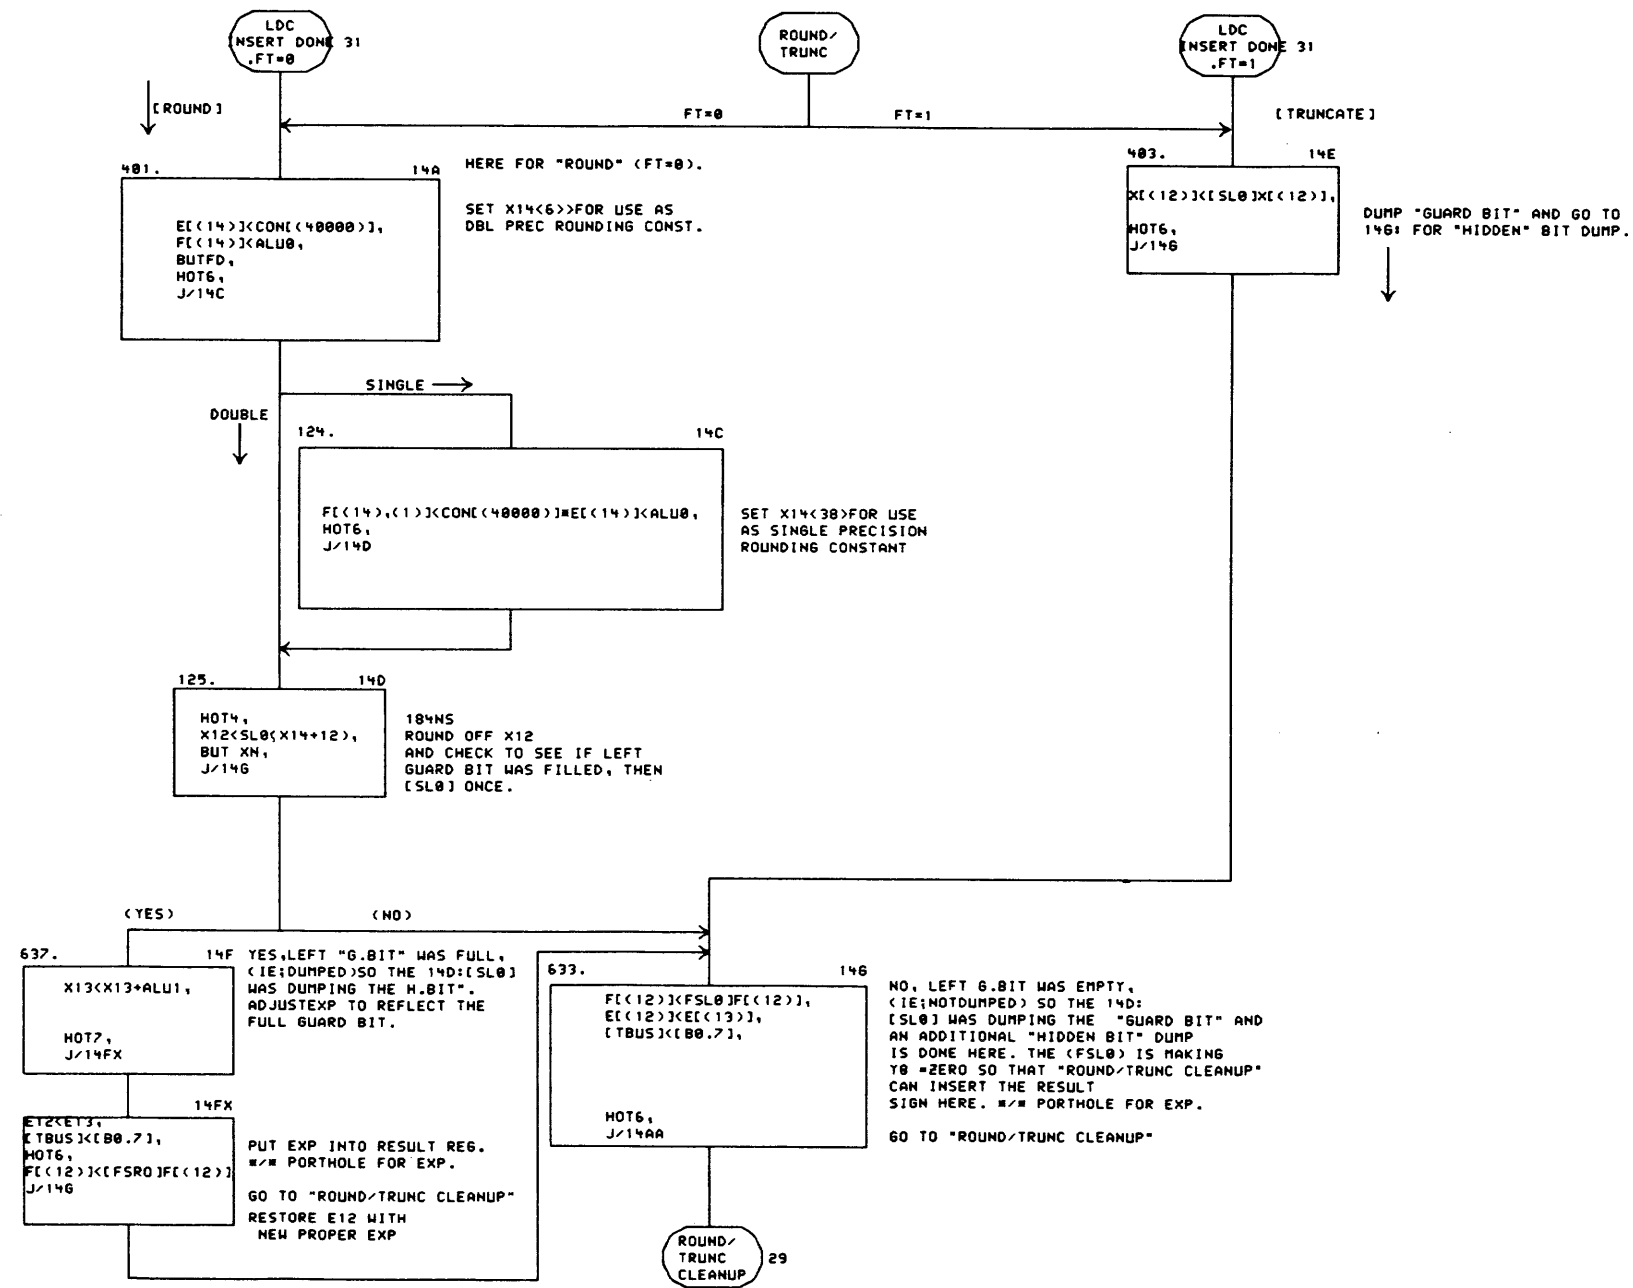 LDC
INSERT DONE 31
.FT=0
ROUND/
TRUNC
LDC
INSERT DONE 31
.FT=1
[ROUND]
FT=0
FT=1
[TRUNCATE]
401.
14A
E[(14)]<CON[(40000)],
F[(14)]<ALU0,
BUTFD,
HOT6,
J/14C
HERE FOR "ROUND" (FT=0).
SET X14<6>>FOR USE AS
DBL PREC ROUNDING CONST.
403.
14E
X[(12)]<[SL0]X[(12)],
HOT6,
J/14G
DUMP "GUARD BIT" AND GO TO
14G: FOR "HIDDEN" BIT DUMP.
SINGLE
DOUBLE
124.
14C
F[(14),(1)]<CON[(40000)]*E[(14)]<ALU0,
HOT6,
J/14D
SET X14<38>FOR USE
AS SINGLE PRECISION
ROUNDING CONSTANT
125.
14D
HOT4,
X12<SL0(X14+12),
BUT XN,
J/14G
184NS
ROUND OFF X12
AND CHECK TO SEE IF LEFT
GUARD BIT WAS FILLED, THEN
[SL0] ONCE.
(YES)
(NO)
637.
14F
X13<X13+ALU1,
HOT7,
J/14FX
YES,LEFT "G.BIT" WAS FULL,
(IE;DUMPED)SO THE 14D:[SL0]
WAS DUMPING THE H.BIT".
ADJUSTEXP TO REFLECT THE
FULL GUARD BIT.
14FX
E12<E13,
[TBUS]<[B0.7],
HOT6,
F[(12)]<[FSRO]F[(12)]
J/14G
PUT EXP INTO RESULT REG.
*/* PORTHOLE FOR EXP.
GO TO "ROUND/TRUNC CLEANUP"
RESTORE E12 WITH
NEW PROPER EXP
633.
14G
F[(12)]<FSL0]F[(12)],
E[(12)]<E[(13)],
[TBUS]<[B0.7],
HOT6,
J/14AA
NO, LEFT G.BIT WAS EMPTY,
(IE;NOTDUMPED) SO THE 14D:
[SL0] WAS DUMPING THE "GUARD BIT" AND
AN ADDITIONAL "HIDDEN BIT" DUMP
IS DONE HERE. THE (FSL0) IS MAKING
Y8 =ZERO SO THAT "ROUND/TRUNC CLEANUP"
CAN INSERT THE RESULT
SIGN HERE. */* PORTHOLE FOR EXP.
GO TO "ROUND/TRUNC CLEANUP"
ROUND/
TRUNC
CLEANUP
29